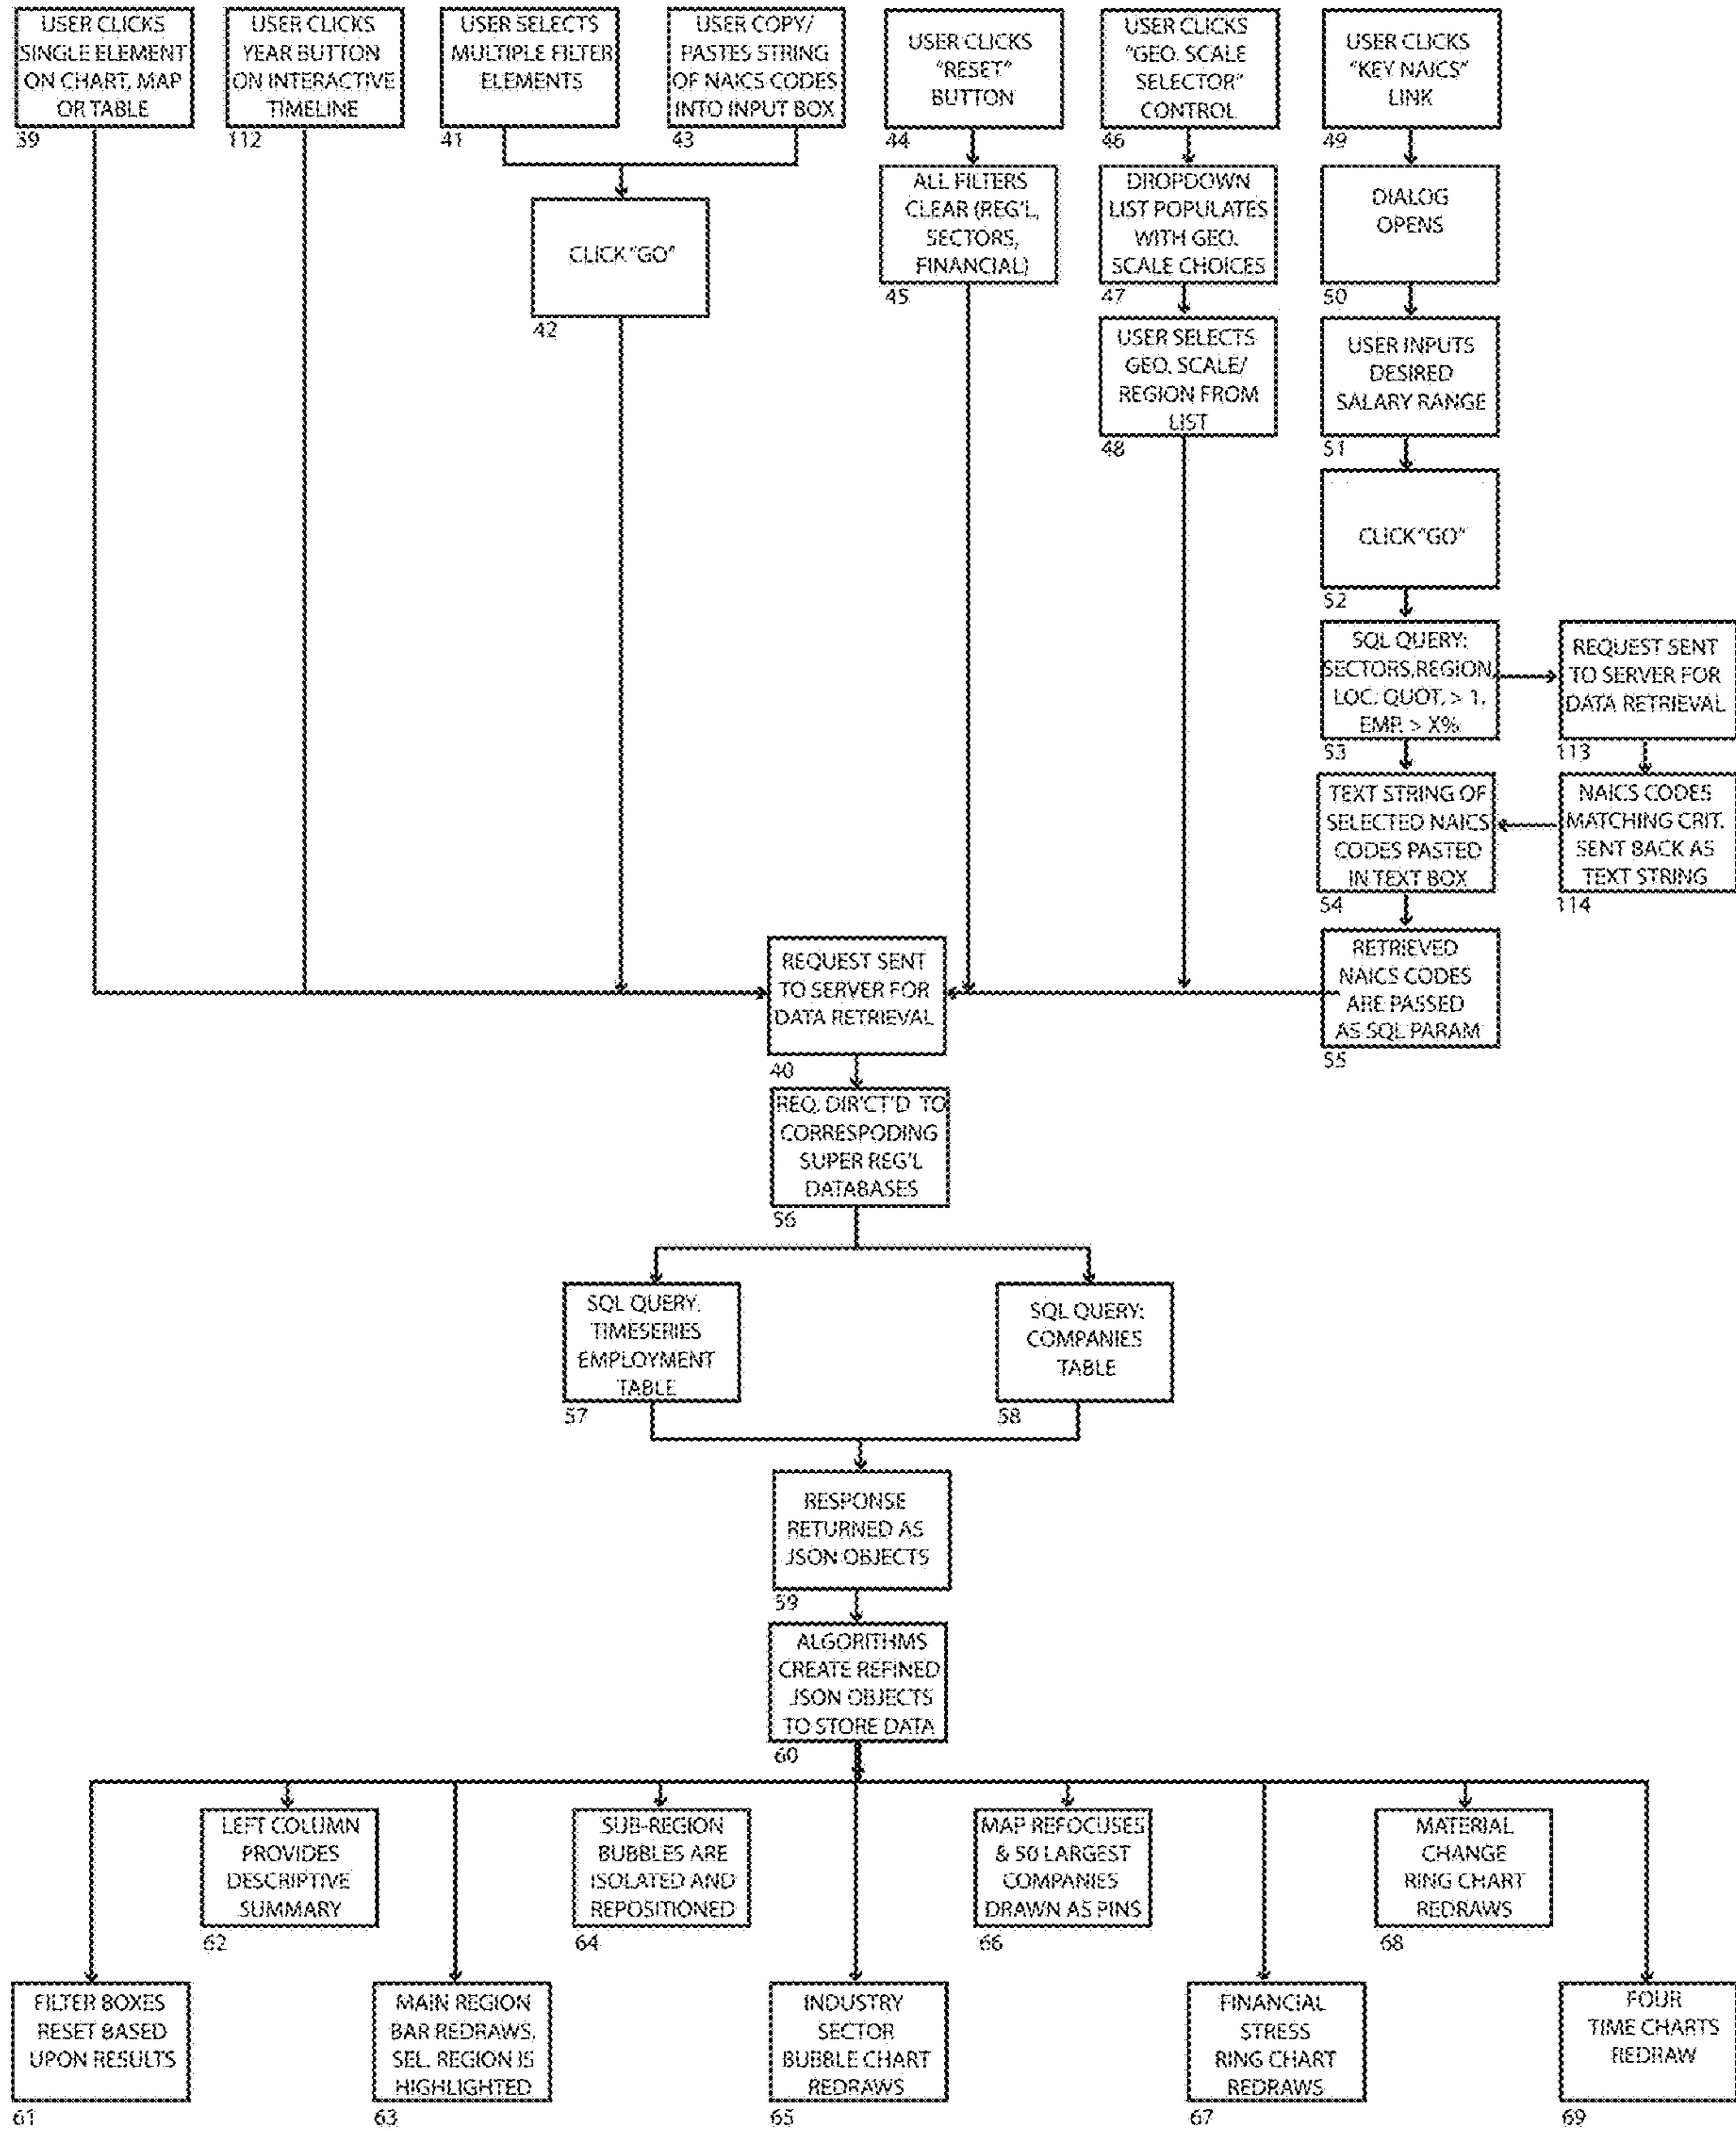 USER CLICKS
SINGLE ELEMENT
ON CHART, MAP
OR TABLE
39
USER CLICKS
YEAR BUTTON
ON INTERACTIVE
TIMELINE
112
USER SELECTS
MULTIPLE FILTER
ELEMENTS
41
USER COPY/
PASTES STRING
OF NAICS CODES
INTO INPUT BOX
43
USER CLICKS
"RESET"
BUTTON
44
USER CLICKS
"GEO. SCALE
SELECTOR"
CONTROL
46
USER CLICKS
"KEY NAICS"
LINK
49
CLICK "GO"
42
ALL FILTERS
CLEAR (REG'L,
SECTORS,
FINANCIAL)
45
DROPDOWN
LIST POPULATES
WITH GEO.
SCALE CHOICES
47
DIALOG
OPENS
50
USER SELECTS
GEO. SCALE/
REGION FROM
LIST
48
USER INPUTS
DESIRED
SALARY RANGE
51
CLICK "GO"
52
SQL QUERY:
SECTORS,REGION,
LOC. QUOT. > 1,
EMP. > X%
53
REQUEST SENT
TO SERVER FOR
DATA RETRIEVAL
113
TEXT STRING OF
SELECTED NAICS
CODES PASTED
IN TEXT BOX
54
NAICS CODES
MATCHING CRIT.
SENT BACK AS
TEXT STRING
114
REQUEST SENT
TO SERVER FOR
DATA RETRIEVAL
40
RETRIEVED
NAICS CODES
ARE PASSED
AS SQL PARAM
55
REQ. DIR'CT'D TO
CORRESPODING
SUPER REG'L
DATABASES
56
SQL QUERY:
TIMESERIES
EMPLOYMENT
TABLE
57
SQL QUERY:
COMPANIES
TABLE
58
RESPONSE
RETURNED AS
JSON OBJECTS
59
ALGORITHMS
CREATE REFINED
JSON OBJECTS
TO STORE DATA
60
LEFT COLUMN
PROVIDES
DESCRIPTIVE
SUMMARY
62
SUB-REGION
BUBBLES ARE
ISOLATED AND
REPOSITIONED
64
MAP REFOCUSES
& 50 LARGEST
COMPANIES
DRAWN AS PINS
66
MATERIAL
CHANGE
RING CHART
REDRAWS
68
FILTER BOXES
RESET BASED
UPON RESULTS
61
MAIN REGION
BAR REDRAWS,
SEL. REGION IS
HIGHLIGHTED
63
INDUSTRY
SECTOR
BUBBLE CHART
REDRAWS
65
FINANCIAL
STRESS
RING CHART
REDRAWS
67
FOUR
TIME CHARTS
REDRAW
69